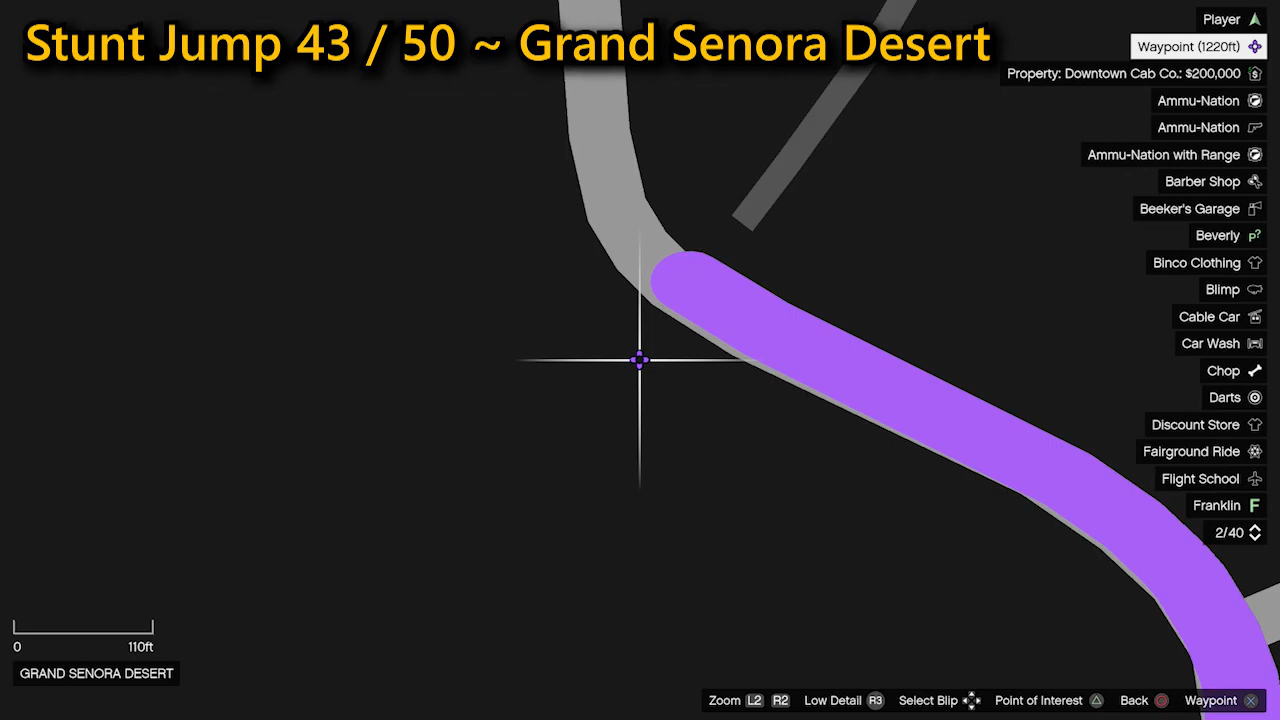 Stunt Jump 43 / 50 ~ Grand Senora Desert
Player
Waypoint (1220ft)
Property: Downtown Cab Co.: $200,000
Ammu-Nation
Ammu-Nation
Ammu-Nation with Range
Barber Shop
Beeker's Garage
Beverly p?
Binco Clothing
Blimp
Cable Car
Car Wash
Chop
Darts
Discount Store
Fairground Ride
Flight School
Franklin F
2/40
0 110ft
GRAND SENORA DESERT
Zoom L2 R2 Low Detail R3 Select Blip Point of Interest Back Waypoint